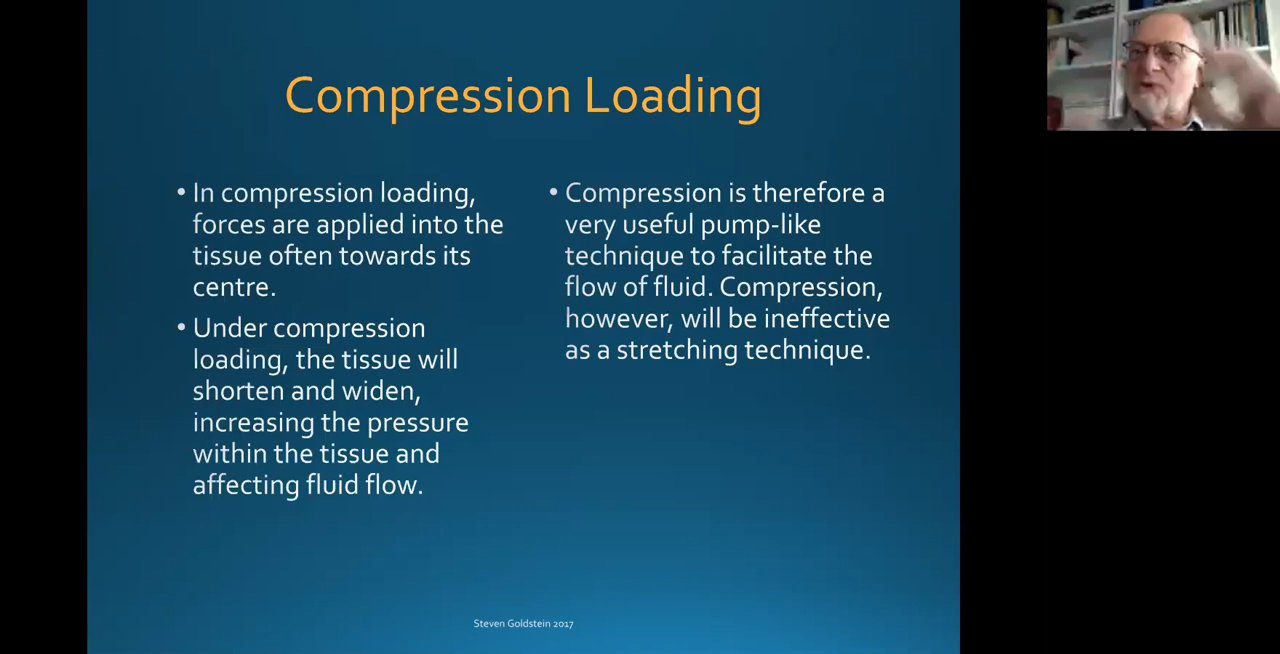 Compression Loading
• In compression loading,
forces are applied into the
tissue often towards its
centre.
• Under compression
loading, the tissue will
shorten and widen,
increasing the pressure
within the tissue and
affecting fluid flow.
• Compression is therefore a
very useful pump-like
technique to facilitate the
flow of fluid. Compression,
however, will be ineffective
as a stretching technique.
Steven Goldstein 2017